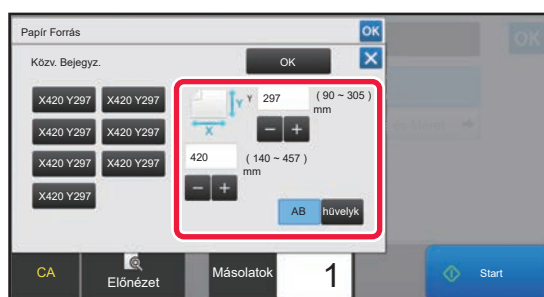 Papír Forrás
OK
OK
Közv. Bejegyz.
OK
X420 Y297 X420 Y297
X420 Y297 X420 Y297
X420 Y297 X420 Y297
X420 Y297
Y Y 297 ( 90 ~ 305 )
mm
X
− +
420 ( 140 ~ 457 )
mm
− +
AB hüvelyk
CA
Előnézet
Másolatok
1
Start